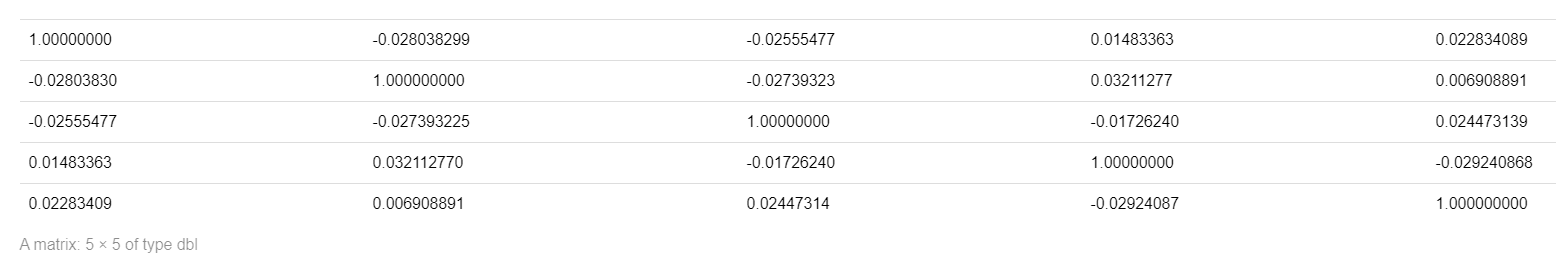 1.00000000 -0.028038299 -0.02555477 0.01483363 0.022834089
-0.02803830 1.000000000 -0.02739323 0.03211277 0.006908891
-0.02555477 -0.027393225 1.00000000 -0.01726240 0.024473139
0.01483363 0.032112770 -0.01726240 1.00000000 -0.029240868
0.02283409 0.006908891 0.02447314 -0.02924087 1.000000000
A matrix: 5 × 5 of type dbl